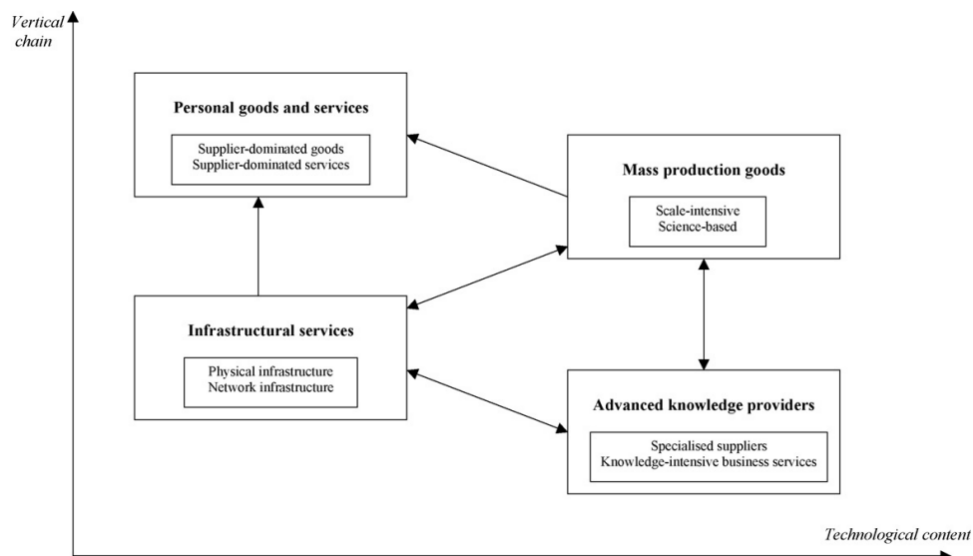 Vertical
chain
Personal goods and services
Supplier-dominated goods
Supplier-dominated services
Mass production goods
Scale-intensive
Science-based
Infrastructural services
Physical infrastructure
Network infrastructure
Advanced knowledge providers
Specialised suppliers
Knowledge-intensive business services
Technological content